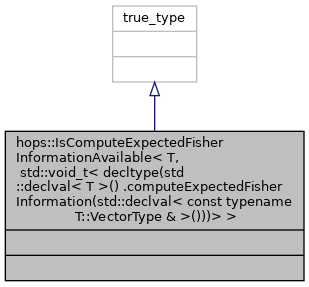 true_type
hops::IsComputeExpectedFisher
InformationAvailable< T,
std::void_t< decltype(std
::declval< T >() .computeExpectedFisher
Information(std::declval< const typename
T::VectorType & >()))> >